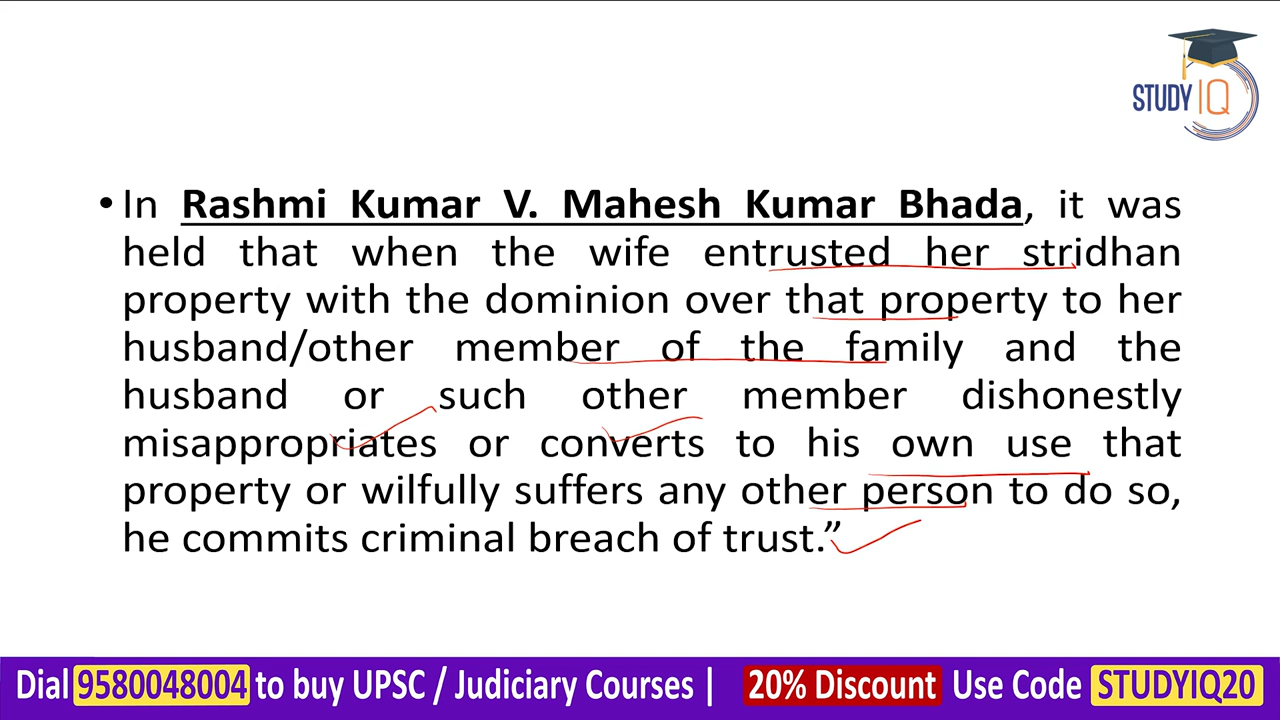 STUDY IQ
• In Rashmi Kumar V. Mahesh Kumar Bhada, it was
held that when the wife entrusted her stridhan
property with the dominion over that property to her
husband/other member of the family and the
husband or such other member dishonestly
misappropriates or converts to his own use that
property or wilfully suffers any other person to do so,
he commits criminal breach of trust.”
Dial 9580048004 to buy UPSC / Judiciary Courses | 20% Discount Use Code STUDYIQ20